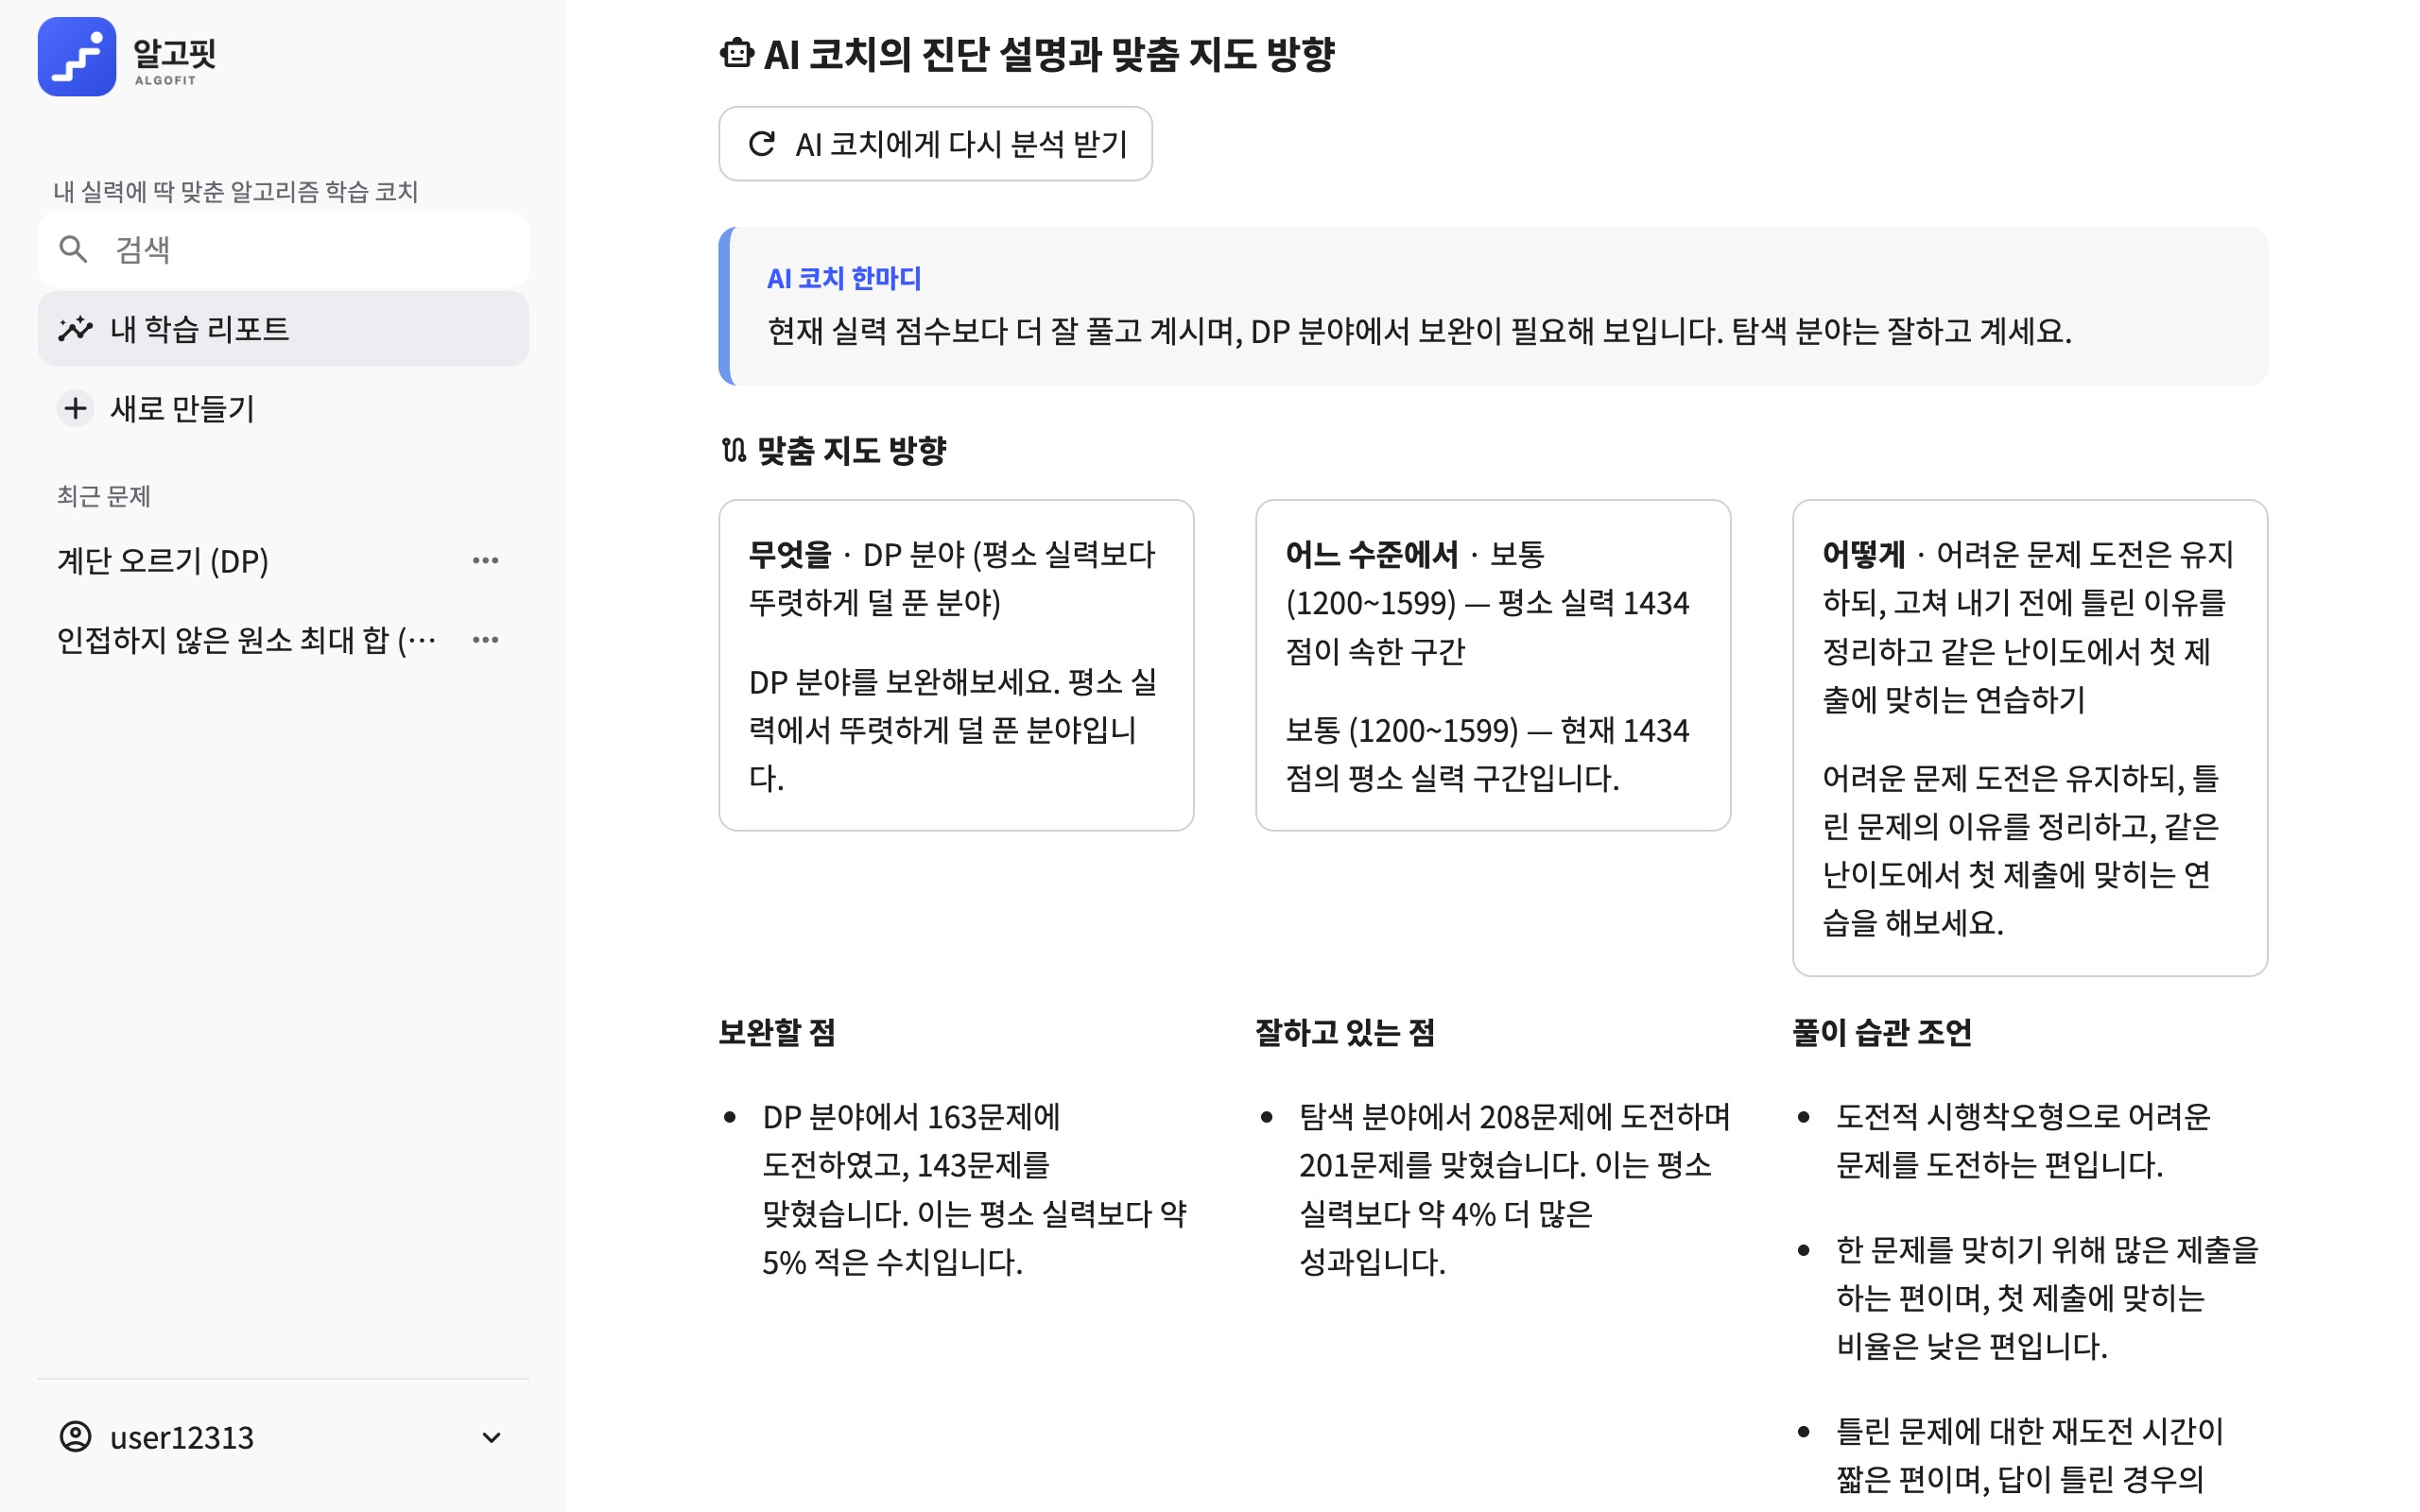 알고핏
ALGOFIT
내 실력에 딱 맞춘 알고리즘 학습 코치
검색
내 학습 리포트
새로 만들기
최근 문제
계단 오르기 (DP)
인접하지 않은 원소 최대 합 (…
user12313
AI 코치의 진단 설명과 맞춤 지도 방향
AI 코치에게 다시 분석 받기
AI 코치 한마디
현재 실력 점수보다 더 잘 풀고 계시며, DP 분야에서 보완이 필요해 보입니다. 탐색 분야는 잘하고 계세요.
맞춤 지도 방향
무엇을 · DP 분야 (평소 실력보다
뚜렷하게 덜 푼 분야)
DP 분야를 보완해보세요. 평소 실
력에서 뚜렷하게 덜 푼 분야입니
다.
어느 수준에서 · 보통
(1200~1599) — 평소 실력 1434
점이 속한 구간
보통 (1200~1599) — 현재 1434
점의 평소 실력 구간입니다.
어떻게 · 어려운 문제 도전은 유지
하되, 고쳐 내기 전에 틀린 이유를
정리하고 같은 난이도에서 첫 제
출에 맞히는 연습하기
어려운 문제 도전은 유지하되, 틀
린 문제의 이유를 정리하고, 같은
난이도에서 첫 제출에 맞히는 연
습을 해보세요.
보완할 점
DP 분야에서 163문제에
도전하였고, 143문제를
맞혔습니다. 이는 평소 실력보다 약
5% 적은 수치입니다.
잘하고 있는 점
탐색 분야에서 208문제에 도전하며
201문제를 맞혔습니다. 이는 평소
실력보다 약 4% 더 많은
성과입니다.
풀이 습관 조언
도전적 시행착오형으로 어려운
문제를 도전하는 편입니다.
한 문제를 맞히기 위해 많은 제출을
하는 편이며, 첫 제출에 맞히는
비율은 낮은 편입니다.
틀린 문제에 대한 재도전 시간이
짧은 편이며, 답이 틀린 경우의